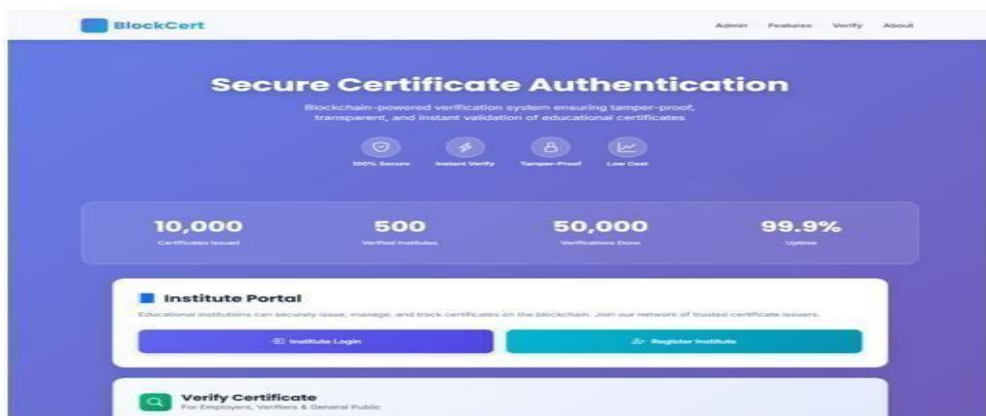 BlockCert
Admin Features Verify About
Secure Certificate Authentication
Blockchain-powered verification system ensuring tamper-proof,
transparent, and instant validation of educational certificates
100% Secure Instant Verify Tamper-Proof Low Cost
10,000 500 50,000 99.9%
Certificates Issued Verified Institutes Verifications Done Uptime
Institute Portal
Educational institutions can securely issue, manage, and track certificates on the blockchain. Join our network of trusted certificate issuers.
Institute Login Register Institute
Verify Certificate
For Employers, Verifiers & General Public